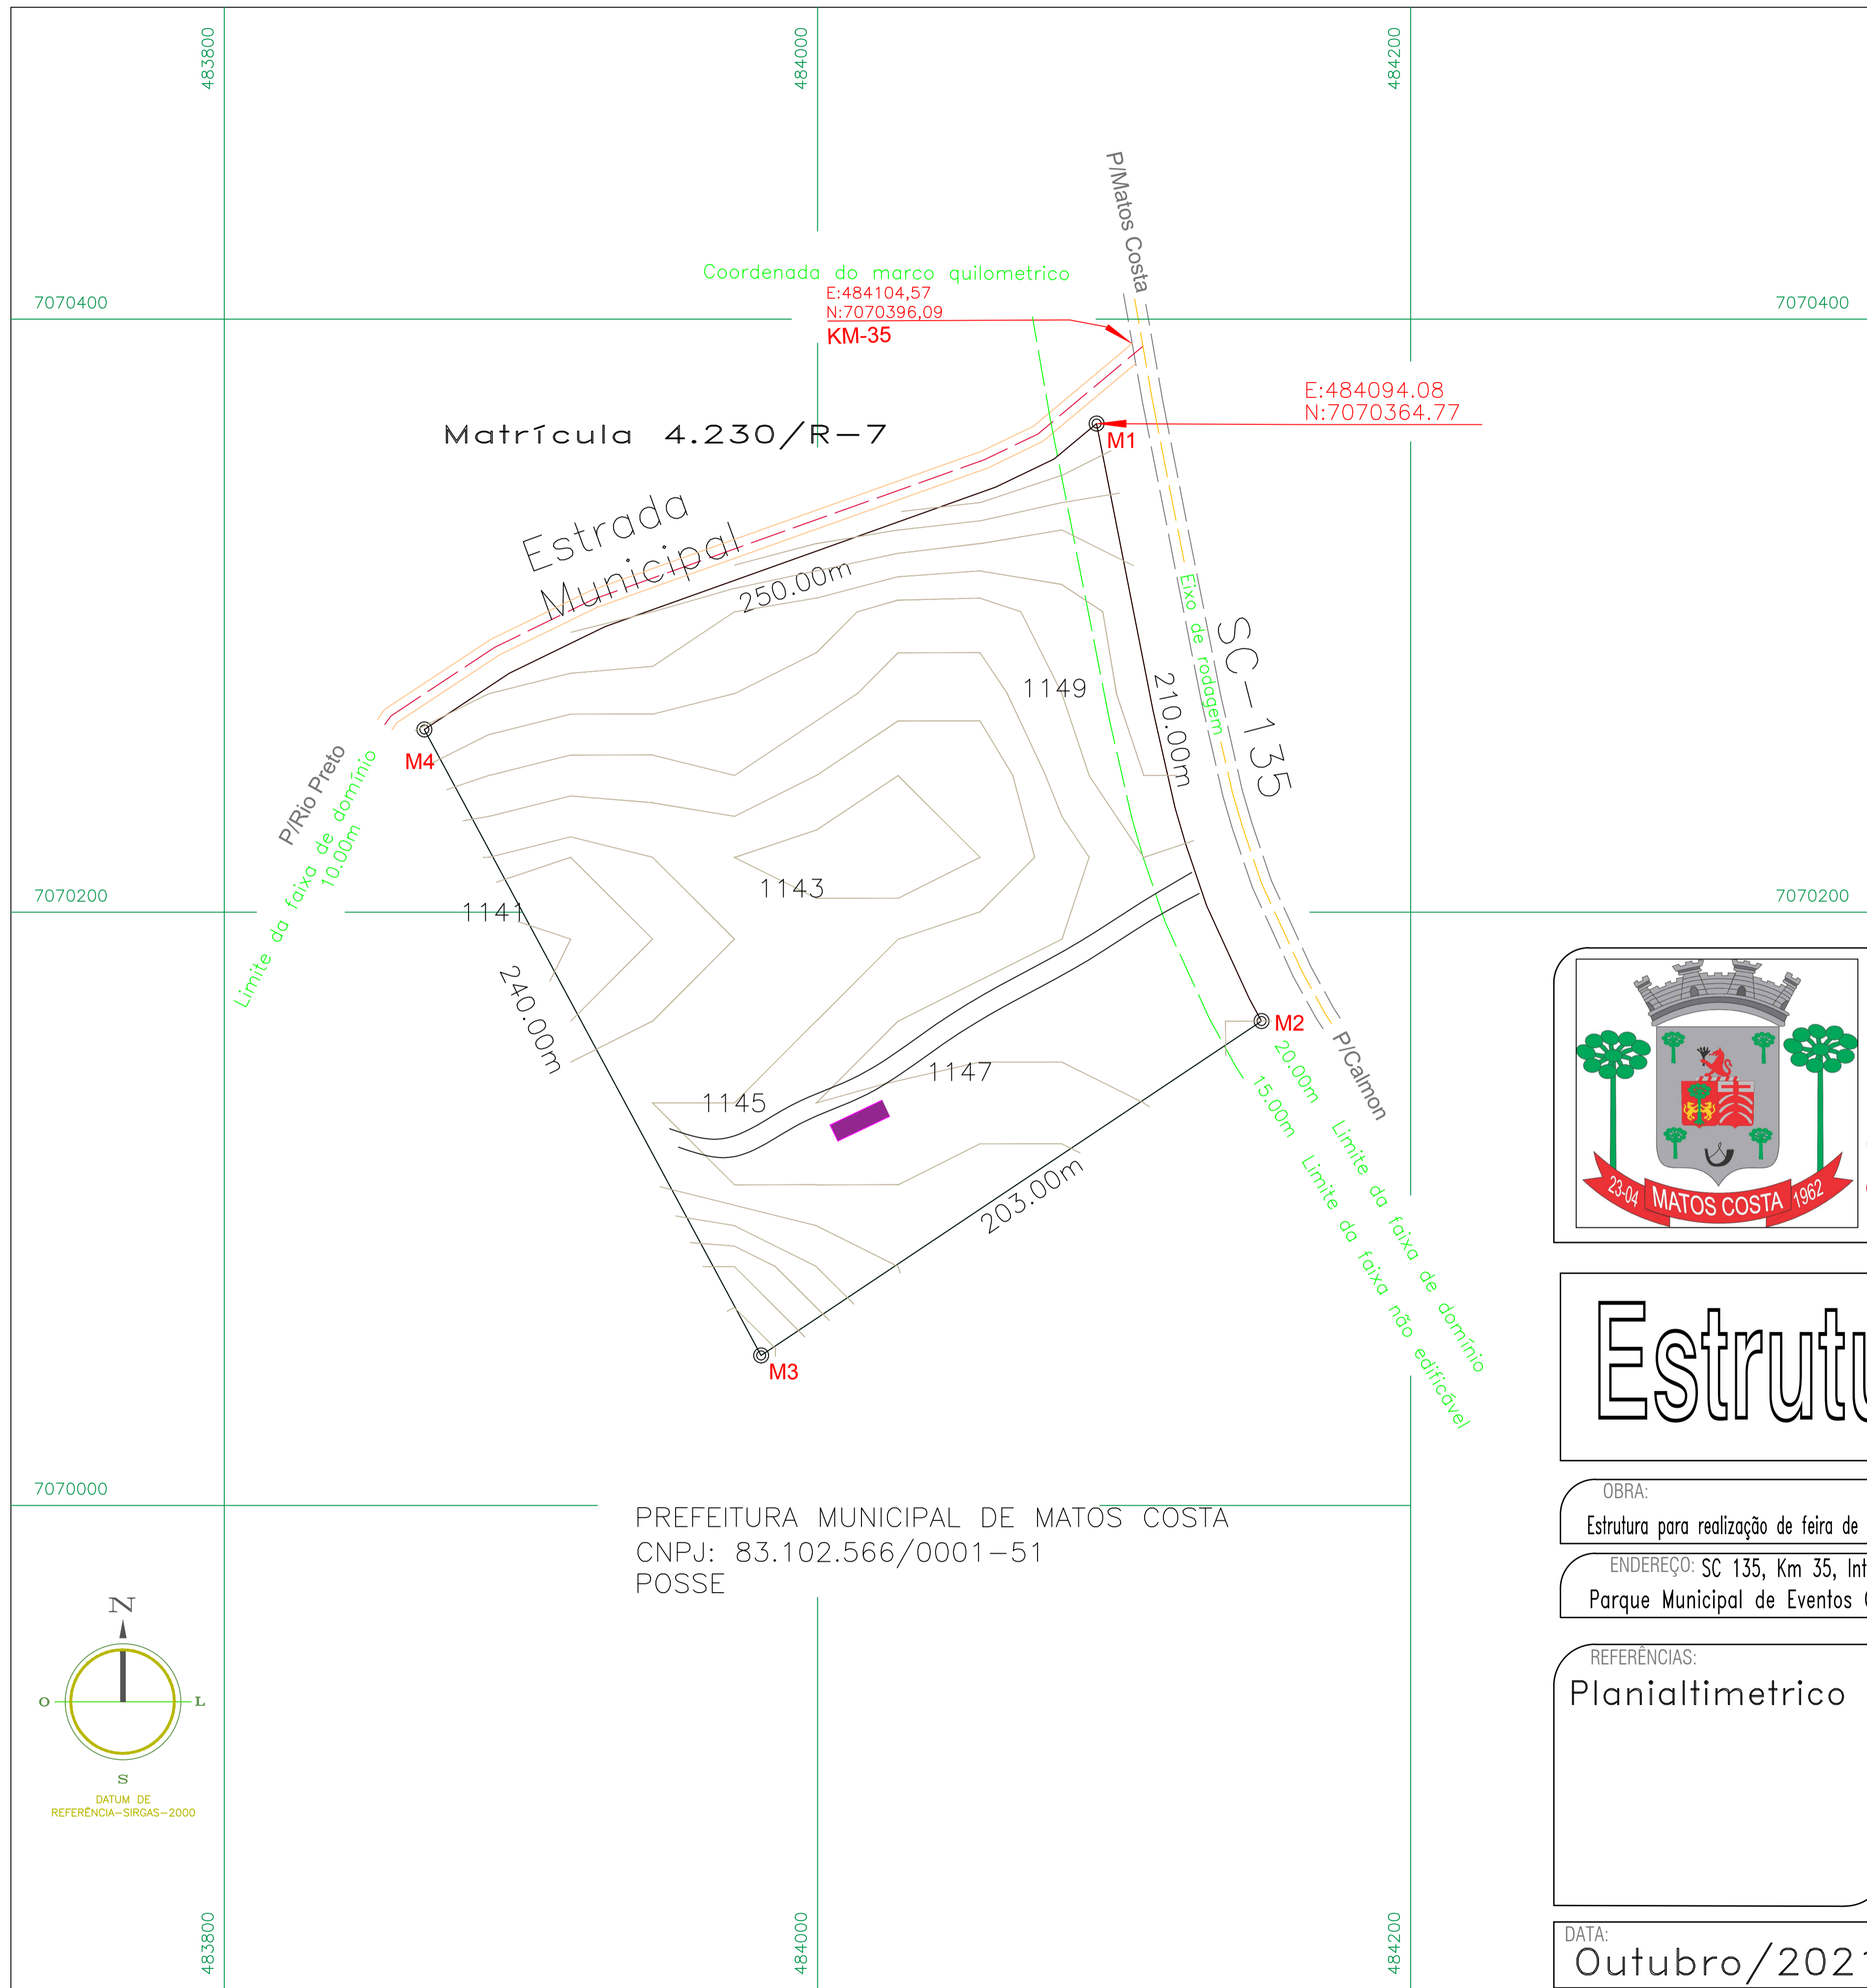 483800
484000
484200
P/Matos Costa
Coordenada do marco quilometrico
E:484104,57
N:7070396,09
KM-35
7070400
7070400
E:484094.08
N:7070364.77
M1
Matrícula 4.230/R-7
Estrada
Municipal
250.00m
Eixo de rodagem
SC-135
210.00m
1149
M4
P/Rio Preto
Limite da faixa de domínio
10.00m
1143
1141
7070200
7070200
240.00m
M2
P/Calmon
20.00m Limite da faixa de domínio
15.00m Limite da faixa não edificável
1147
1145
203.00m
M3
23-04 MATOS COSTA 1962
OBRA:
Estrutura para realização de feira de
ENDEREÇO: SC 135, Km 35,
Parque Municipal de Eventos
7070000
PREFEITURA MUNICIPAL DE MATOS COSTA
CNPJ: 83.102.566/0001-51
POSSE
REFERÊNCIAS:
Planialtimetrico
N
O
L
S
DATUM DE
REFERÊNCIA-SIRGAS-2000
DATA:
Outubro/2021
483800
484000
484200